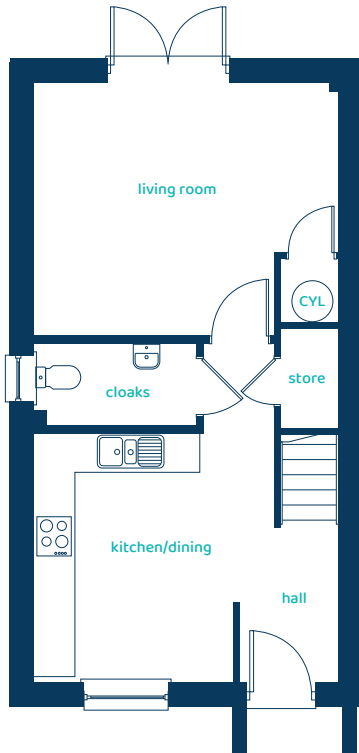 living room
CYL
store
cloaks
kitchen/dining
hall